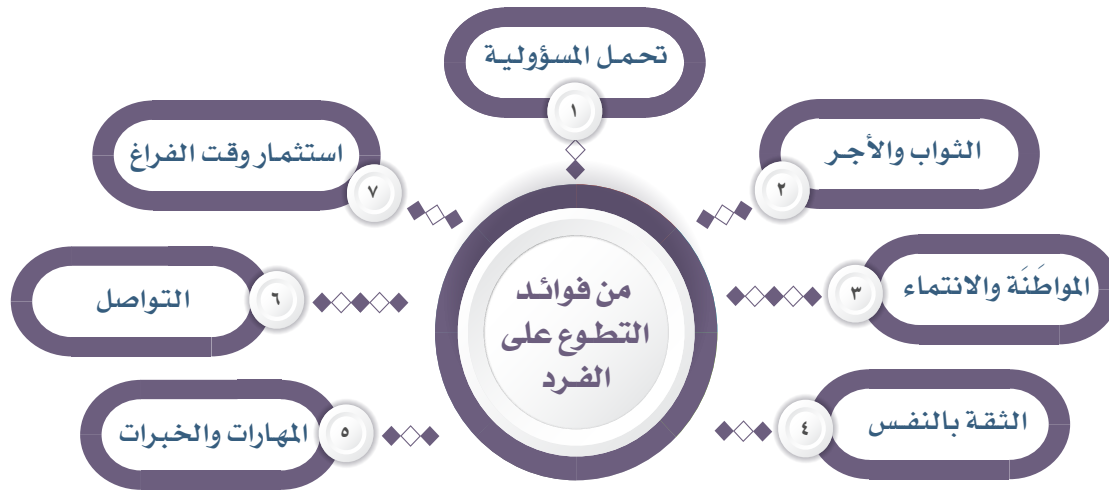 من فوائد
التطوع على
الفرد
١
تحمل المسؤولية
٢
الثواب والأجر
٣
المواطَنَة والانتماء
٤
الثقة بالنفس
٥
المهارات والخبرات
٦
التواصل
٧
استثمار وقت الفراغ